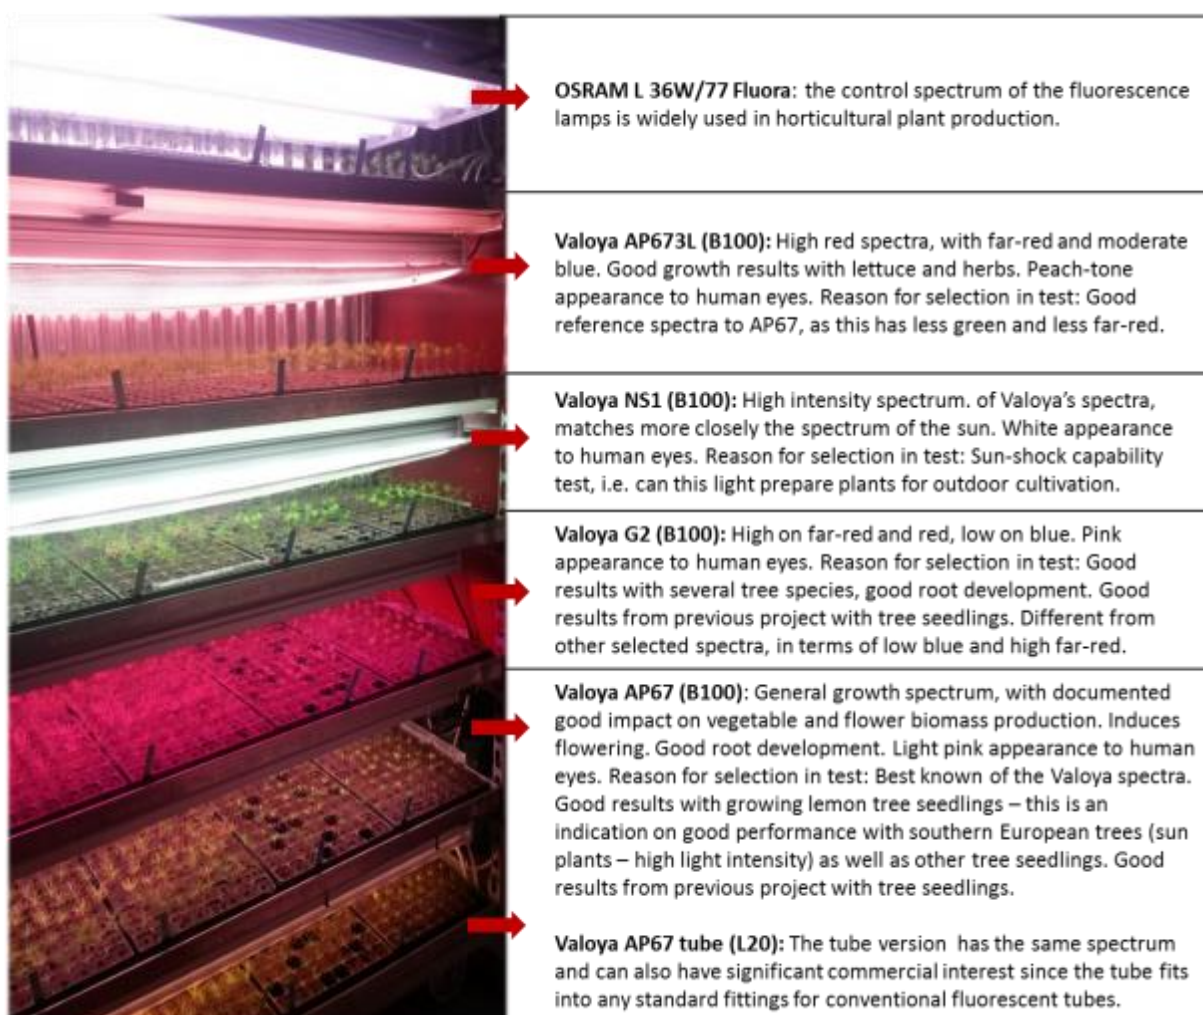 OSRAM L 36W/77 Fluora: the control spectrum of the fluorescence
lamps is widely used in horticultural plant production.
Valoya AP673L (B100): High red spectra, with far-red and moderate
blue. Good growth results with lettuce and herbs. Peach-tone
appearance to human eyes. Reason for selection in test: Good
reference spectra to AP67, as this has less green and less far-red.
Valoya NS1 (B100): High intensity spectrum. of Valoya’s spectra,
matches more closely the spectrum of the sun. White appearance
to human eyes. Reason for selection in test: Sun-shock capability
test, i.e. can this light prepare plants for outdoor cultivation.
Valoya G2 (B100): High on far-red and red, low on blue. Pink
appearance to human eyes. Reason for selection in test: Good
results with several tree species, good root development. Good
results from previous project with tree seedlings. Different from
other selected spectra, in terms of low blue and high far-red.
Valoya AP67 (B100): General growth spectrum, with documented
good impact on vegetable and flower biomass production. Induces
flowering. Good root development. Light pink appearance to human
eyes. Reason for selection in test: Best known of the Valoya spectra.
Good results with growing lemon tree seedlings – this is an
indication on good performance with southern European trees (sun
plants – high light intensity) as well as other tree seedlings. Good
results from previous project with tree seedlings.
Valoya AP67 tube (L20): The tube version has the same spectrum
and can also have significant commercial interest since the tube fits
into any standard fittings for conventional fluorescent tubes.